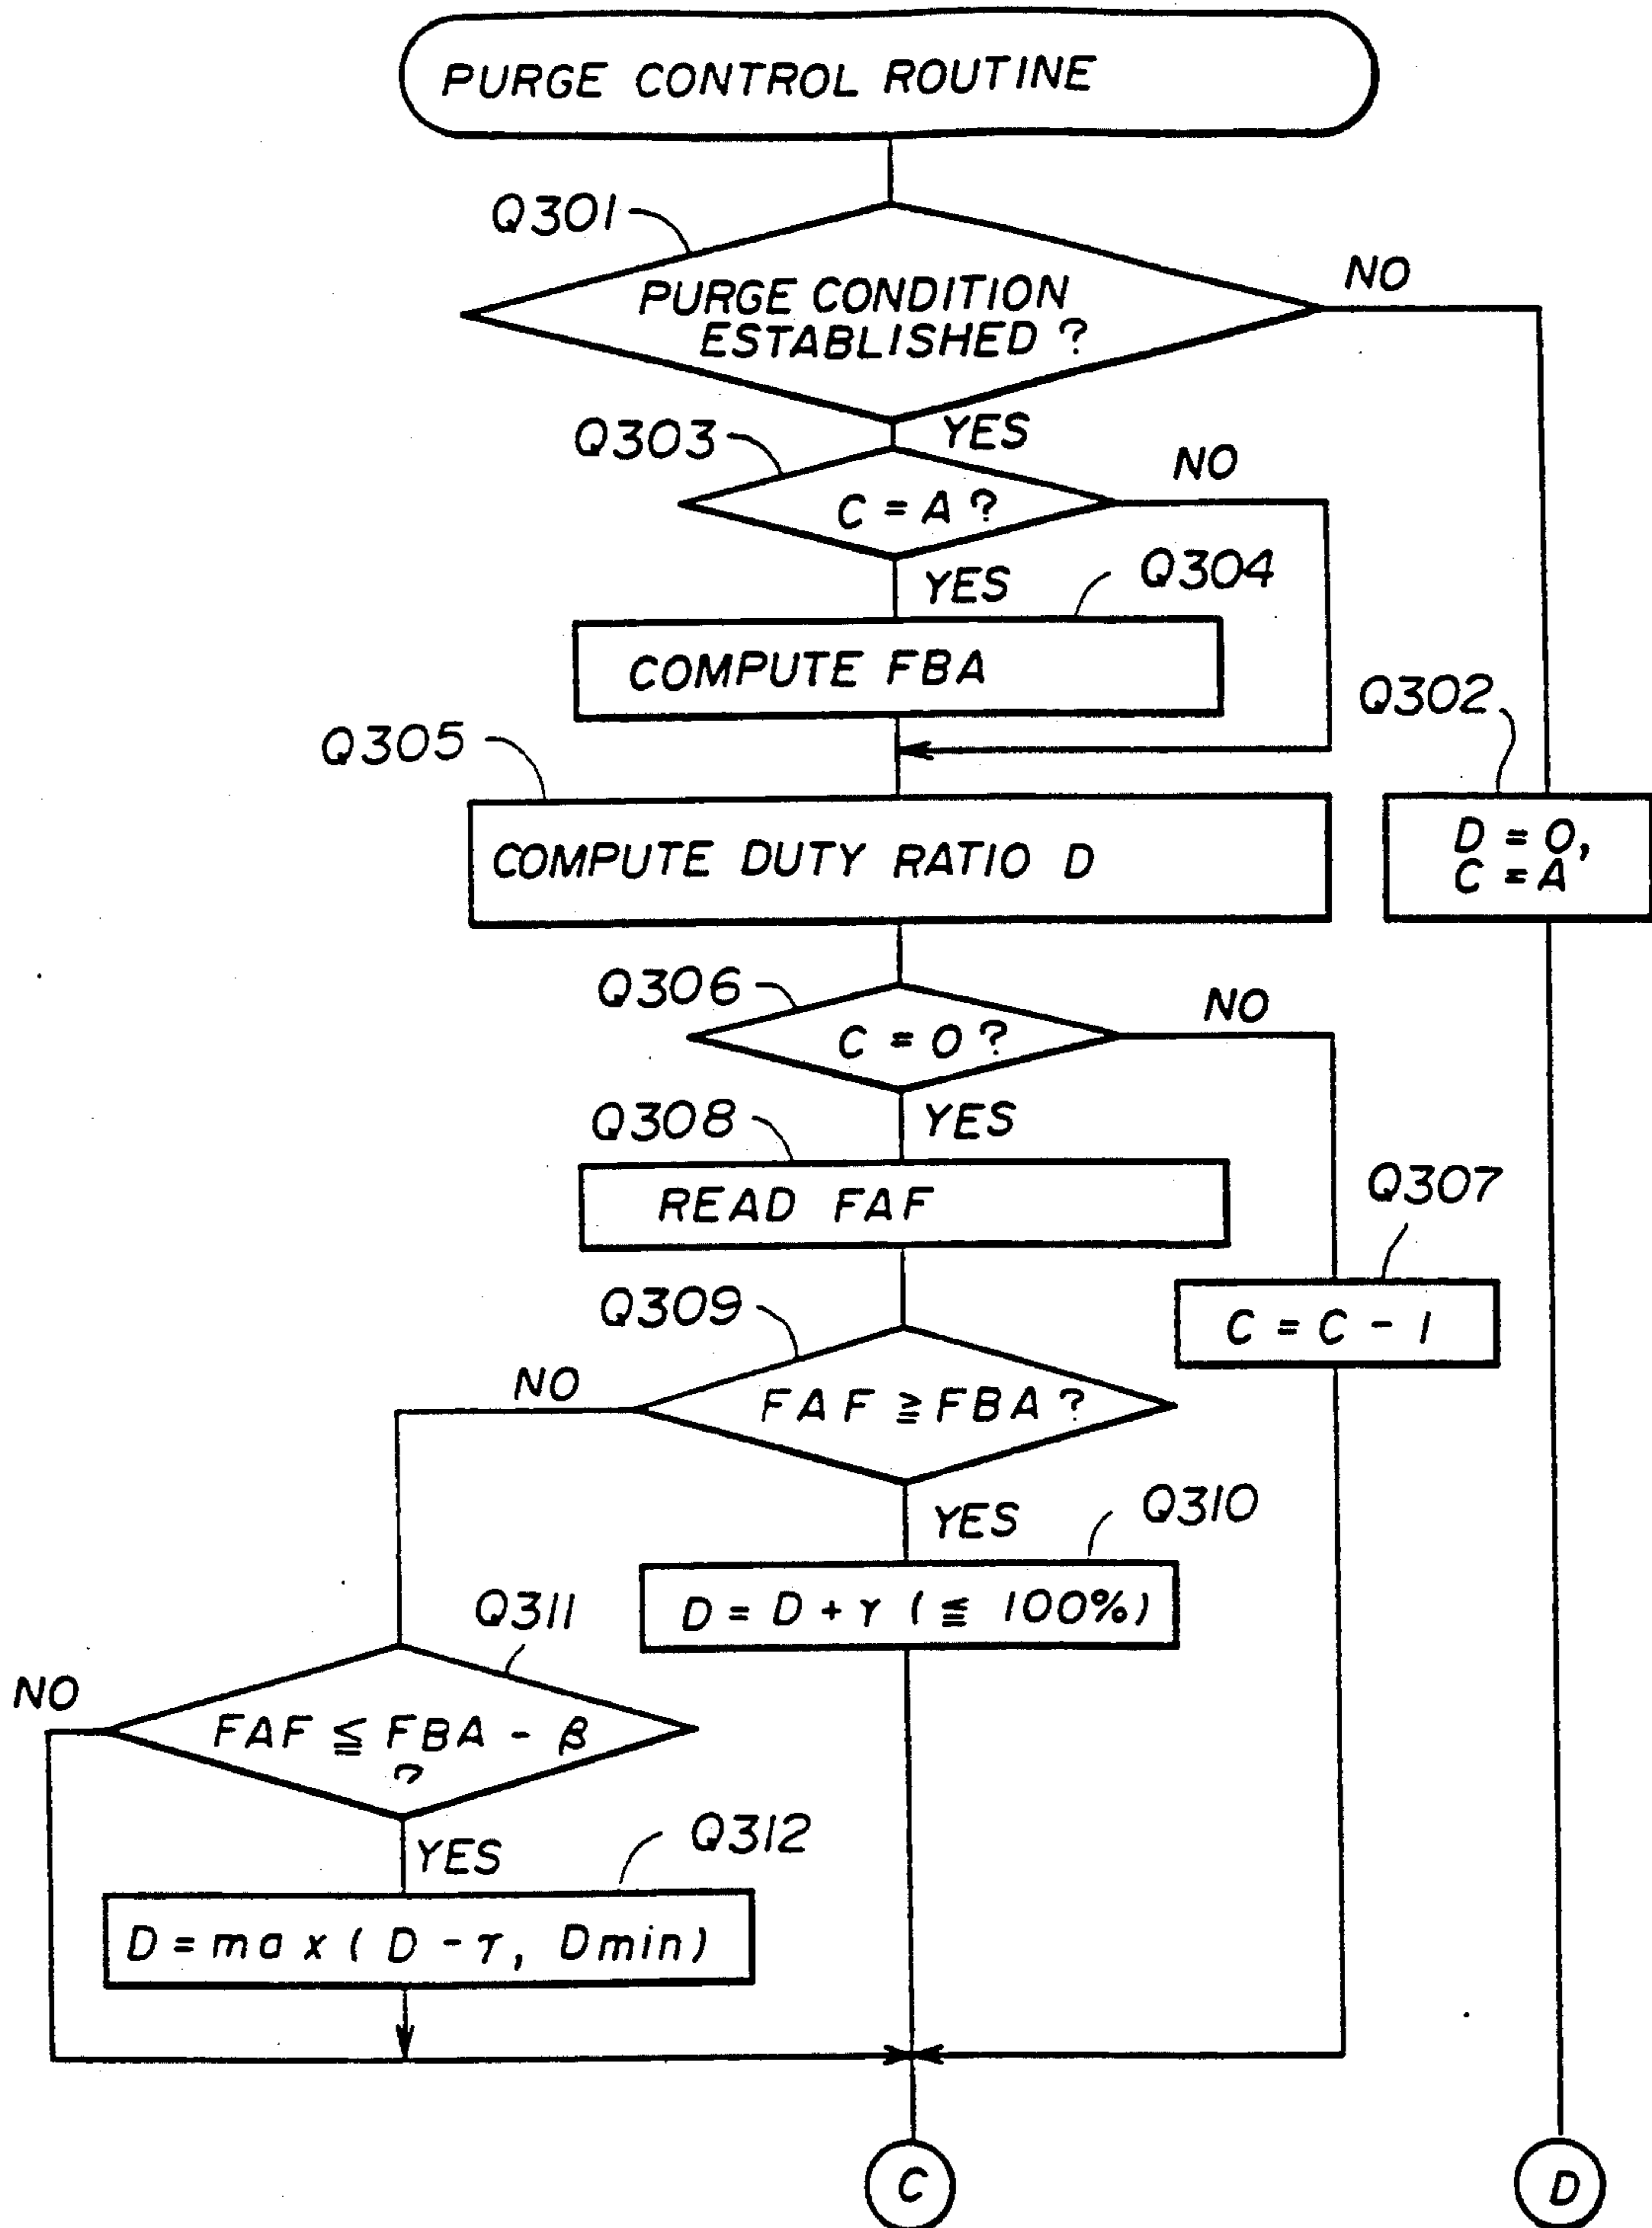 PURGE CONTROL ROUTINE
Q301
NO
PURGE CONDITION
ESTABLISHED ?
YES
Q303
NO
C = A ?
YES
Q304
COMPUTE FBA
Q302
Q305
COMPUTE DUTY RATIO D
D = 0,
C = A
Q306
NO
C = 0 ?
YES
Q308
READ FAF
Q307
C = C - 1
Q309
NO
FAF ≧ FBA ?
YES
Q310
D = D + γ ( ≦ 100%)
Q311
NO
FAF ≦ FBA - β
?
YES
Q312
D = max ( D - γ, Dmin)
C
D